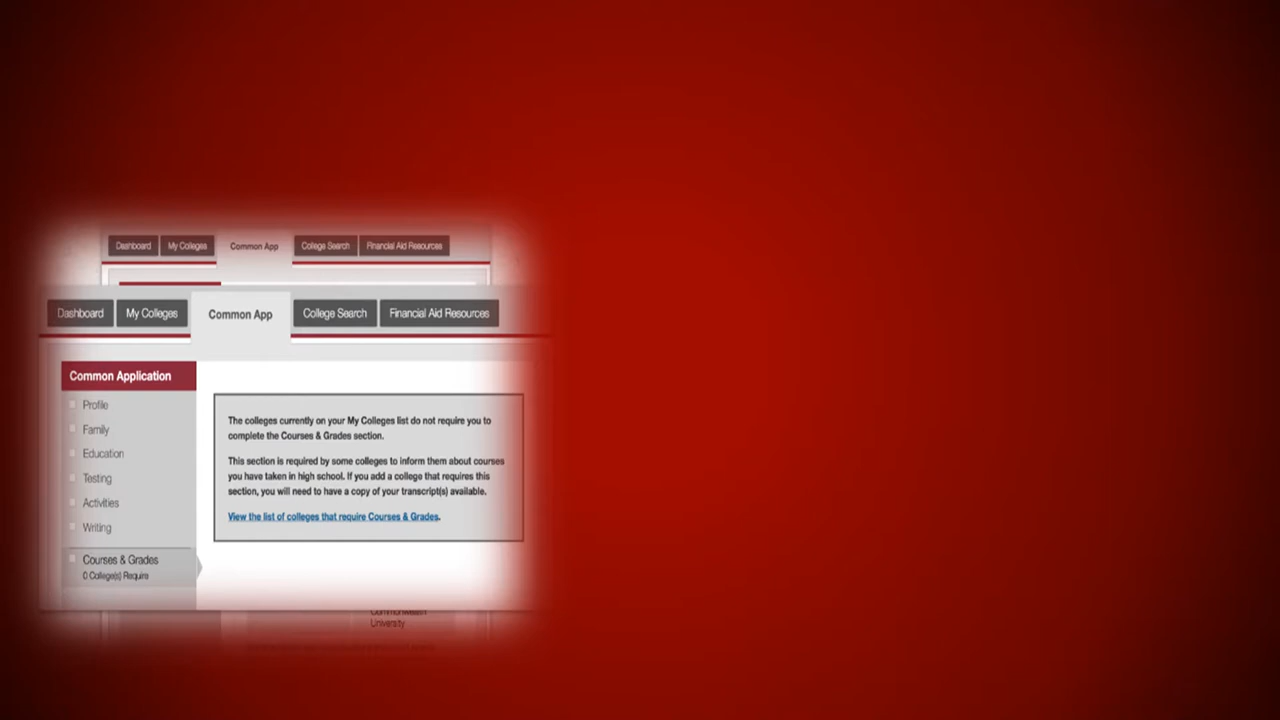 Dashboard My Colleges Common App College Search Financial Aid Resources
Dashboard My Colleges Common App College Search Financial Aid Resources
Common Application
Profile
Family
Education
Testing
Activities
Writing
Courses & Grades
0 College(s) Require
The colleges currently on your My Colleges list do not require you to
complete the Courses & Grades section.
This section is required by some colleges to inform them about courses
you have taken in high school. If you add a college that requires this
section, you will need to have a copy of your transcript(s) available.
View the list of colleges that require Courses & Grades.
Commonwealth
University